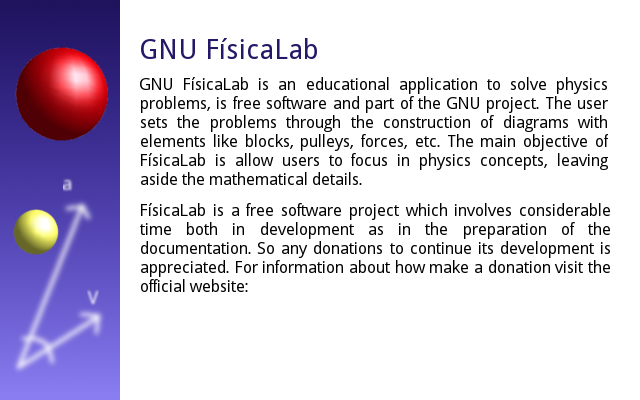 GNU FísicaLab
GNU FísicaLab is an educational application to solve physics
problems, is free software and part of the GNU project. The user
sets the problems through the construction of diagrams with
elements like blocks, pulleys, forces, etc. The main objective of
FísicaLab is allow users to focus in physics concepts, leaving
aside the mathematical details.
FísicaLab is a free software project which involves considerable
time both in development as in the preparation of the
documentation. So any donations to continue its development is
appreciated. For information about how make a donation visit the
official website:
a
v